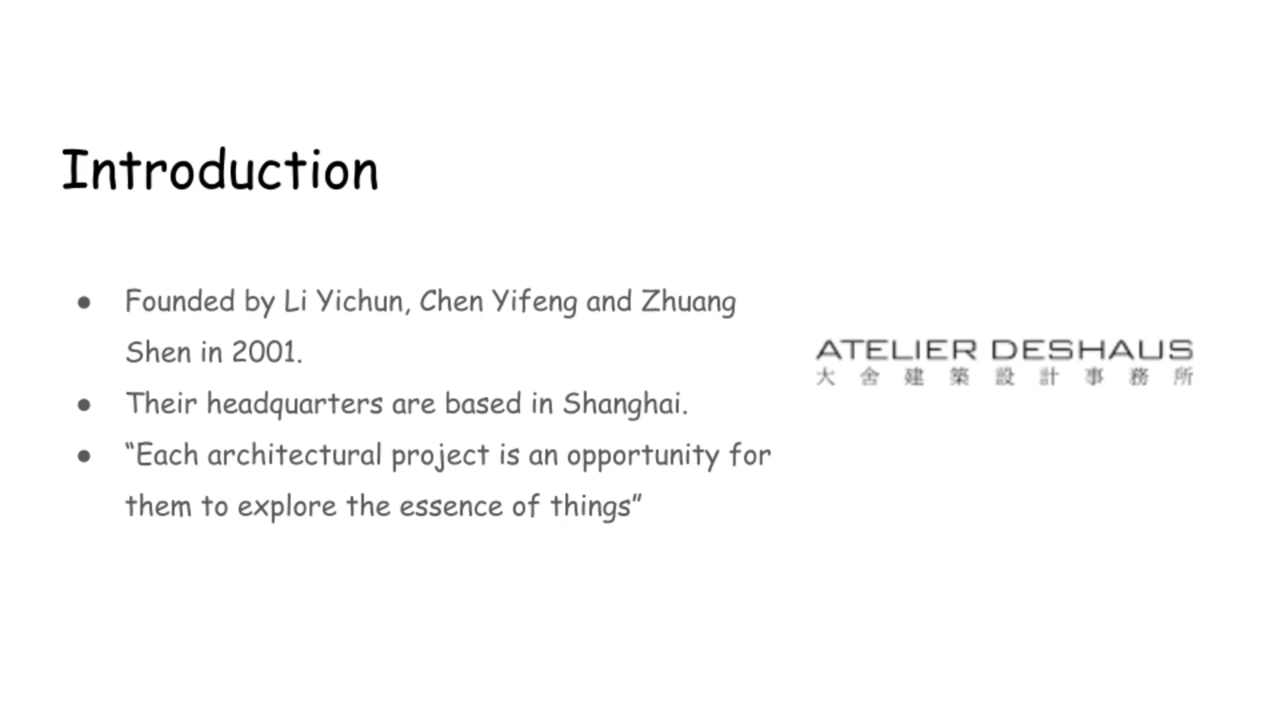 Introduction
● Founded by Li Yichun, Chen Yifeng and Zhuang
Shen in 2001.
● Their headquarters are based in Shanghai.
● “Each architectural project is an opportunity for
them to explore the essence of things”
ATELIER DESHAUS
大舍建築設計事務所